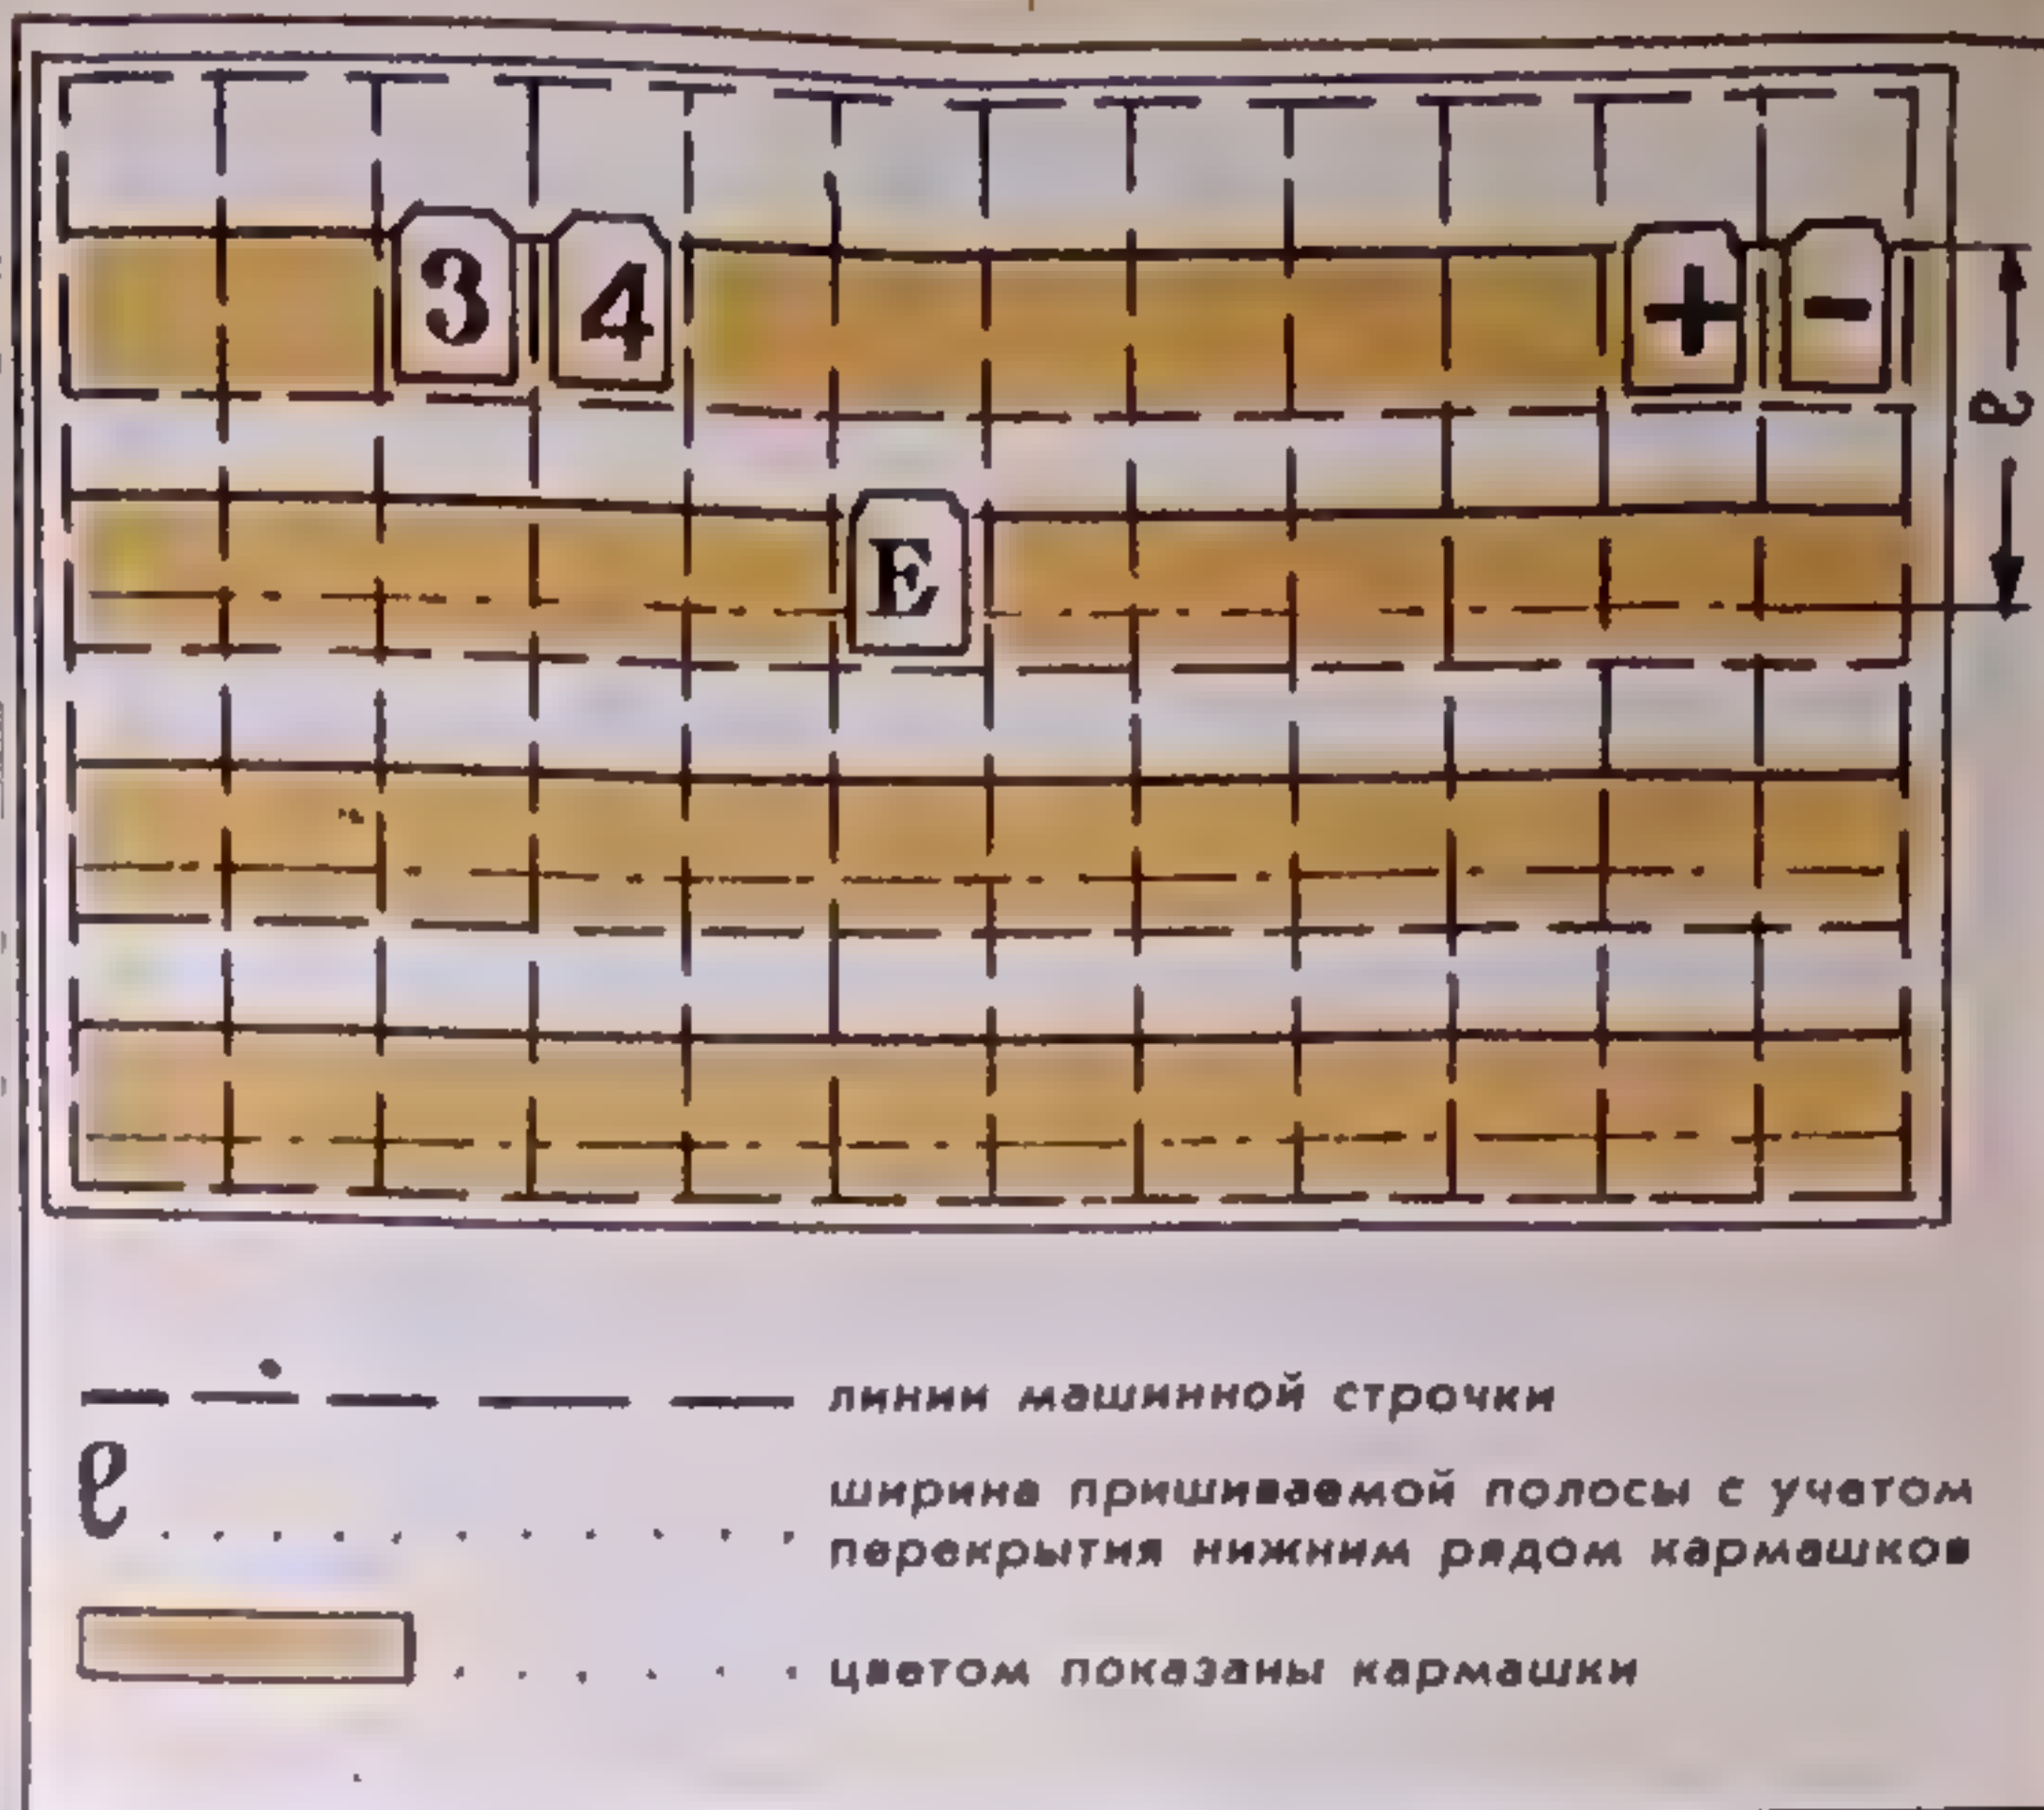 3 4 + -
ℓ
E
линии машинной строчки
ℓ ширина пришиваемой полосы с учетом
перекрытия нижним рядом кармашков
цветом показаны кармашки